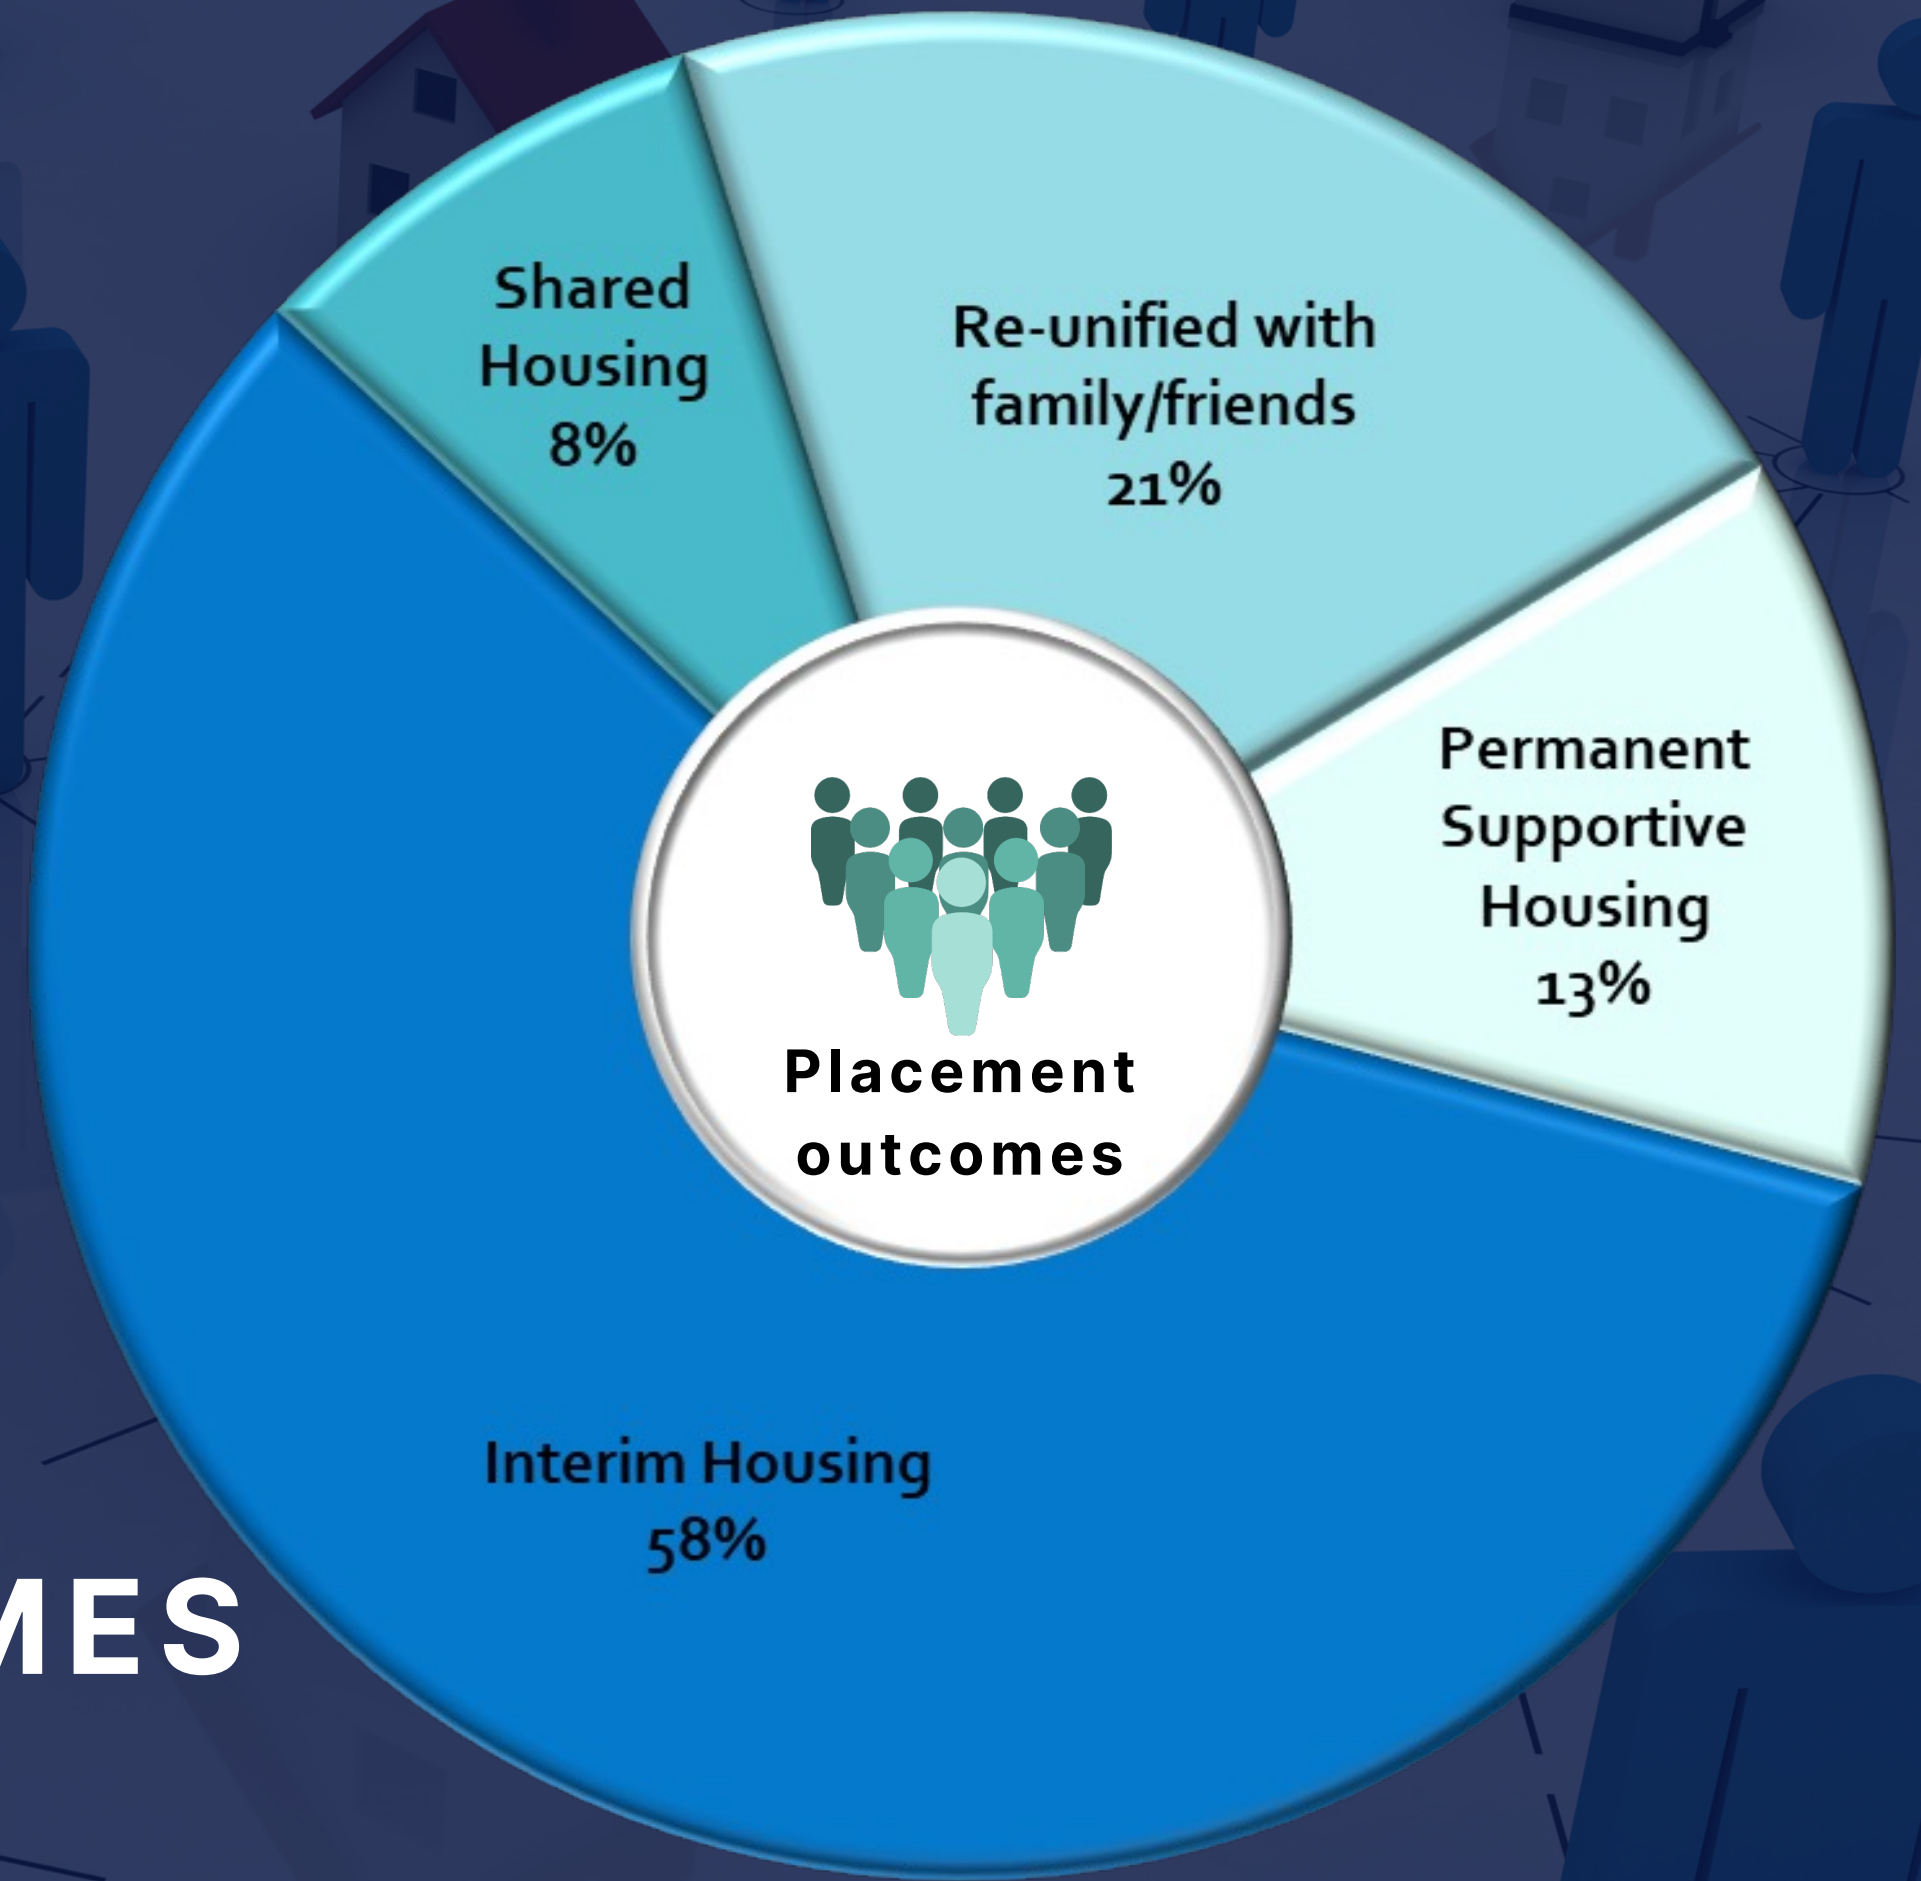 Shared
Housing
8%
Re-unified with
family/friends
21%
Permanent
Supportive
Housing
13%
Placement
outcomes
Interim Housing
58%
MES